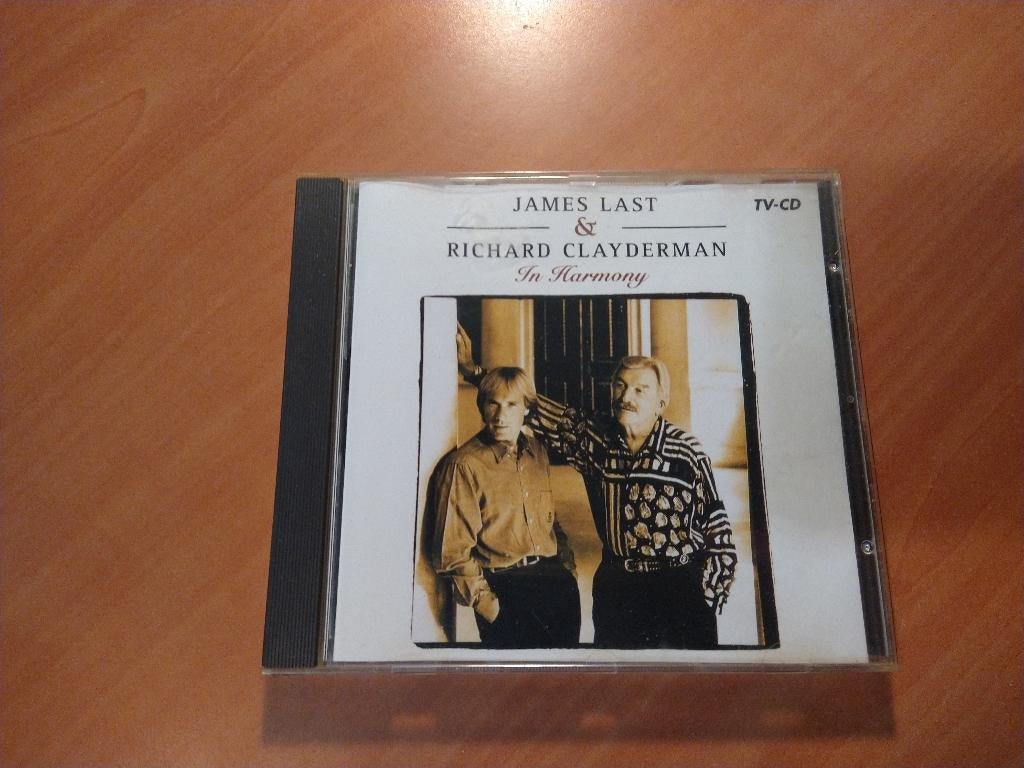 JAMES LAST
TV-CD
&
RICHARD CLAYDERMAN
In Harmony